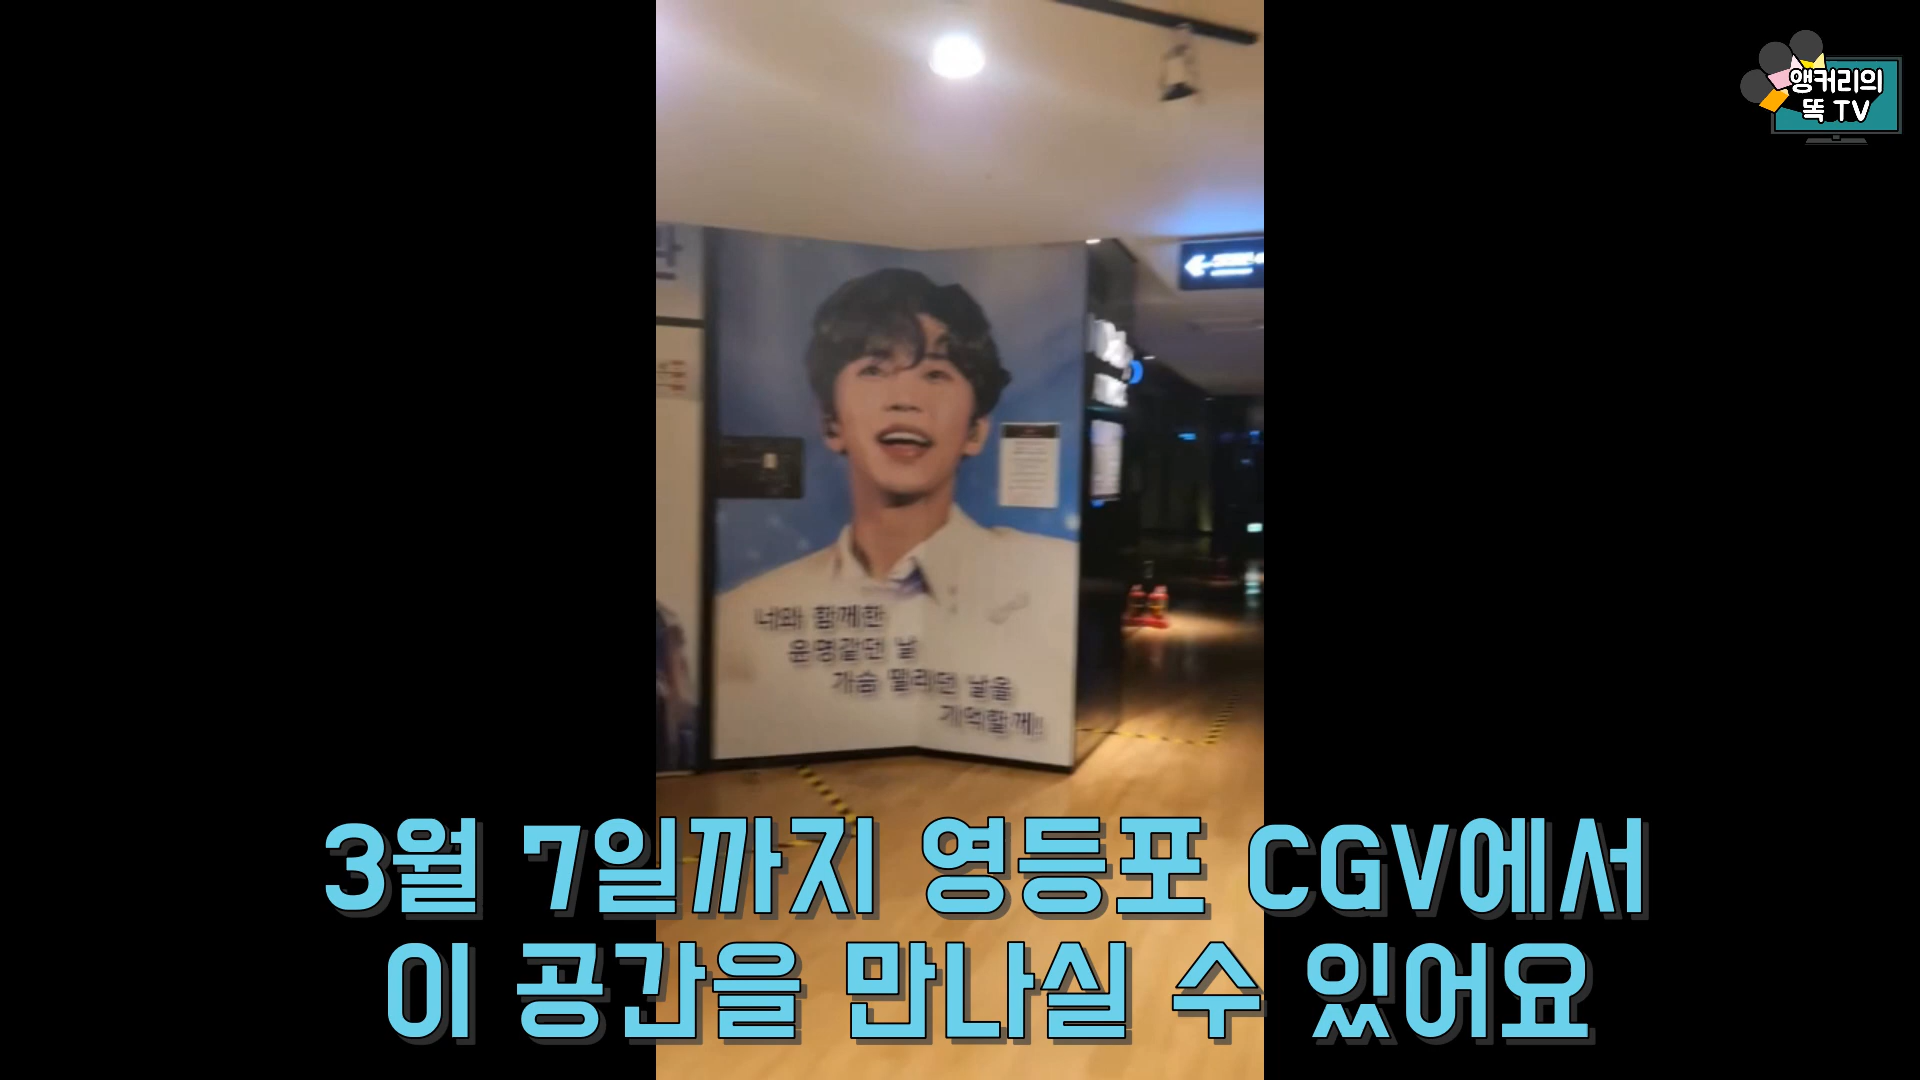 앵커리의
똑 TV
너와 함께한
운명같던 날
가슴 떨리던 날을
기억할께!!
3월 7일까지 영등포 CGV에서
이 공간을 만나실 수 있어요